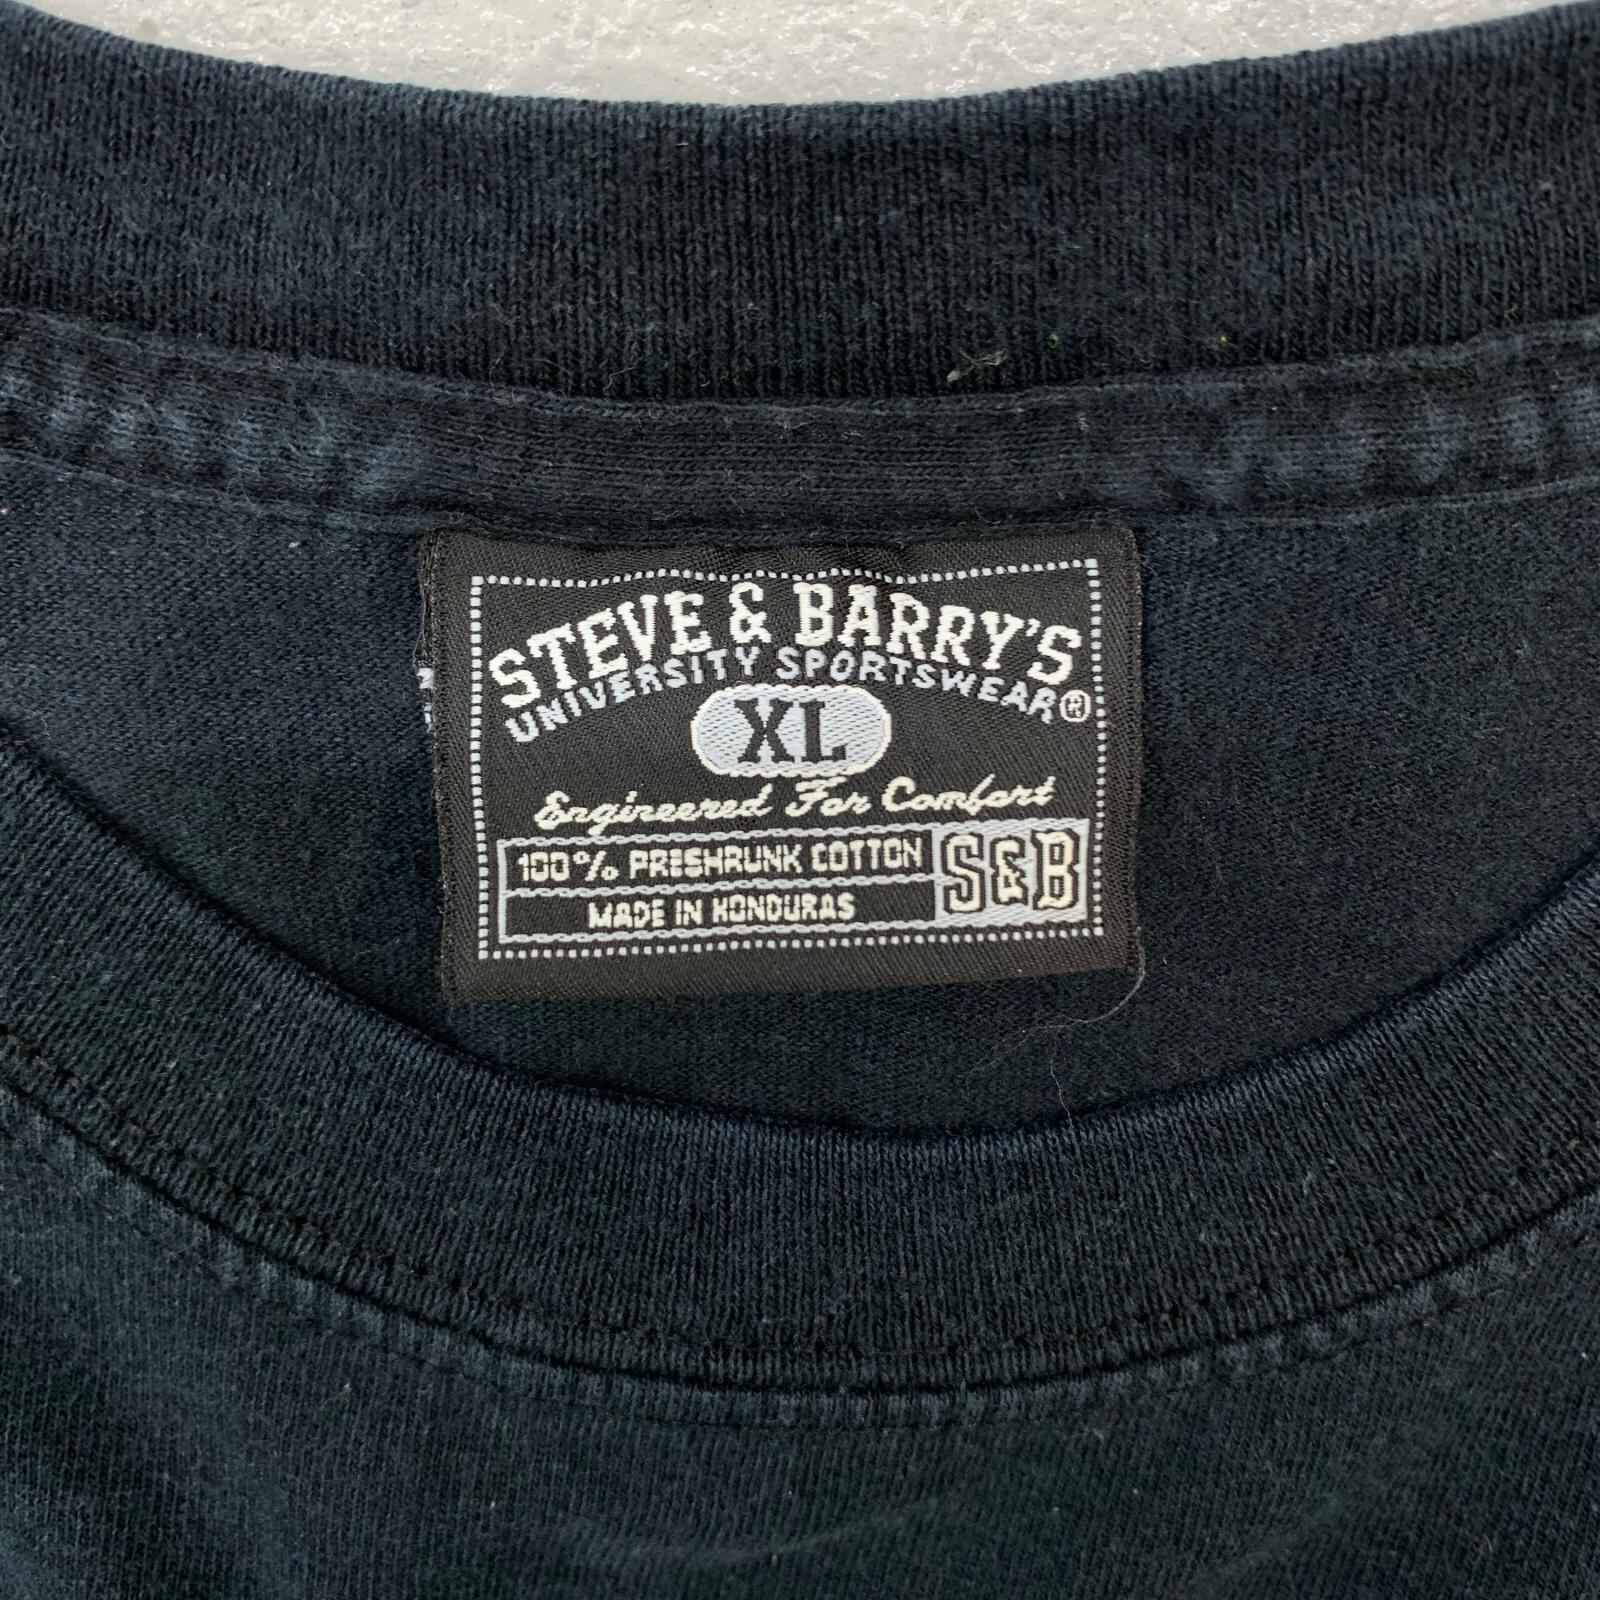 STEVE & BARRY'S
UNIVERSITY SPORTSWEAR®
XL
Engineered For Comfort
100% PRESHRUNK COTTON
MADE IN HONDURAS
S&B